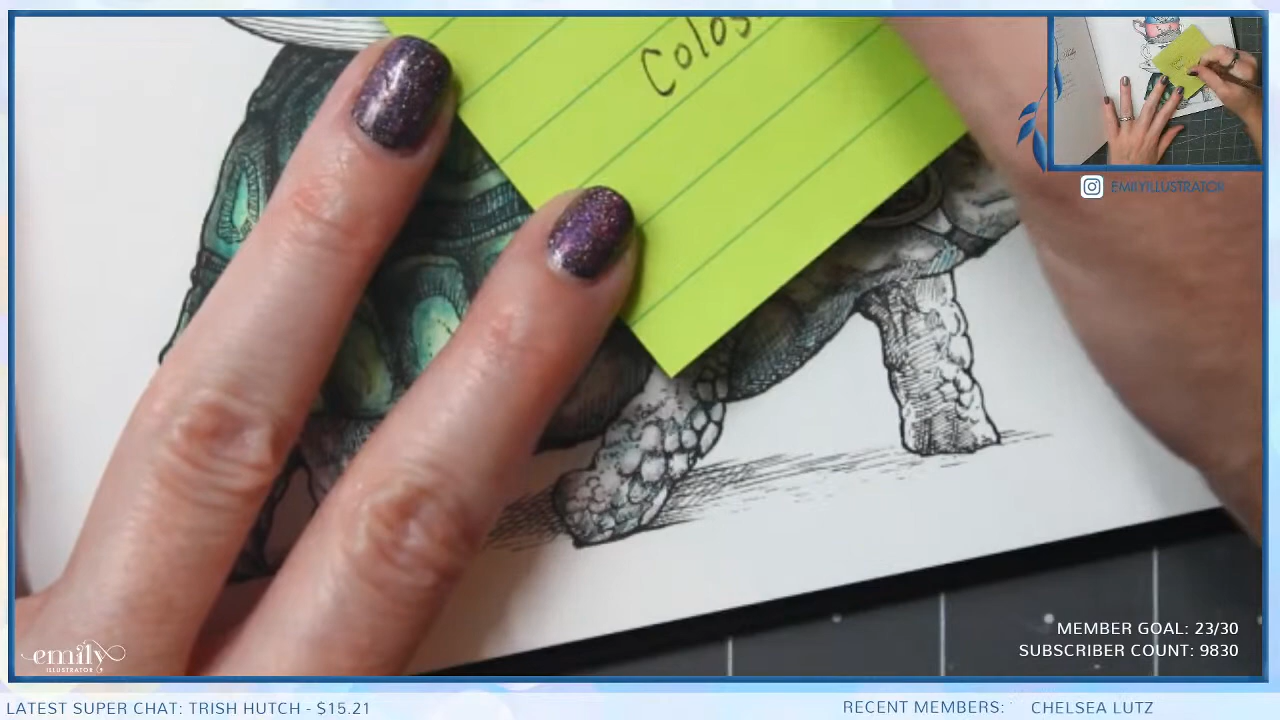 Colos
EMILYILLUSTRATOR
MEMBER GOAL: 23/30
SUBSCRIBER COUNT: 9830
emily
ILLUSTRATOR
LATEST SUPER CHAT: TRISH HUTCH - $15.21
RECENT MEMBERS: CHELSEA LUTZ